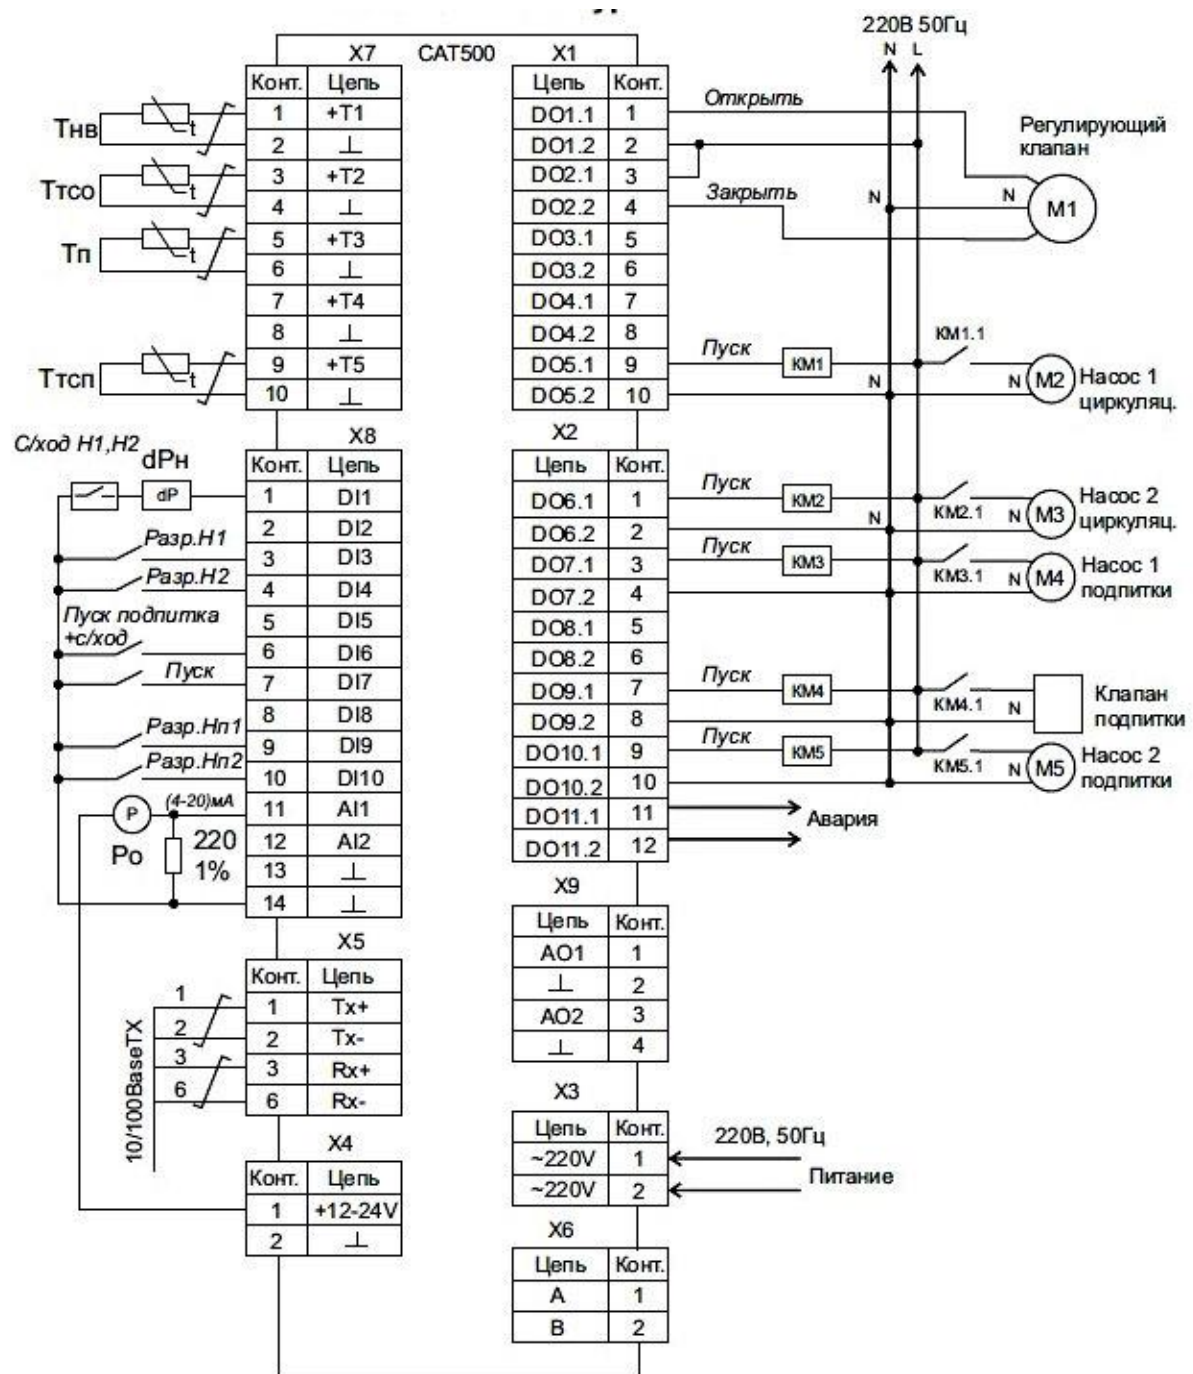 220В 50Гц
N L
X7 САТ500 X1
Конт. Цепь
1 +T1
2 ⊥
3 +T2
4 ⊥
5 +T3
6 ⊥
7 +T4
8 ⊥
9 +T5
10 ⊥
Тнв
t
Ттсо
t
Тп
t
Ттсп
t
Цепь Конт.
DO1.1 1
DO1.2 2
DO2.1 3
DO2.2 4
DO3.1 5
DO3.2 6
DO4.1 7
DO4.2 8
DO5.1 9
DO5.2 10
Открыть
Закрыть
Регулирующий
клапан
N
N
M1
Пуск
КМ1
КМ1.1
N
N
M2
Насос 1
циркуляц.
X8
С/ход Н1,Н2
dPн
dP
Конт. Цепь
1 DI1
2 DI2
3 DI3
4 DI4
5 DI5
6 DI6
7 DI7
8 DI8
9 DI9
10 DI10
11 AI1
12 AI2
13 ⊥
14 ⊥
Разр.Н1
Разр.Н2
Пуск подпитка
+с/ход
Пуск
Разр.Нп1
Разр.Нп2
(4-20)мА
P
Ро
220
1%
X2
Цепь Конт.
DO6.1 1
DO6.2 2
DO7.1 3
DO7.2 4
DO8.1 5
DO8.2 6
DO9.1 7
DO9.2 8
DO10.1 9
DO10.2 10
DO11.1 11
DO11.2 12
Пуск
КМ2
КМ2.1
N
N
M3
Насос 2
циркуляц.
Пуск
КМ3
КМ3.1
N
M4
Насос 1
подпитки
Пуск
КМ4
КМ4.1
N
Клапан
подпитки
Пуск
КМ5
КМ5.1
N
M5
Насос 2
подпитки
Авария
X5
Конт. Цепь
1 Tx+
2 Tx-
3 Rx+
6 Rx-
1
2
3
6
10/100BaseTX
X9
Цепь Конт.
AO1 1
⊥ 2
AO2 3
⊥ 4
X4
Конт. Цепь
1 +12-24V
2 ⊥
X3
Цепь Конт.
~220V 1
~220V 2
220В, 50Гц
Питание
X6
Цепь Конт.
A 1
B 2